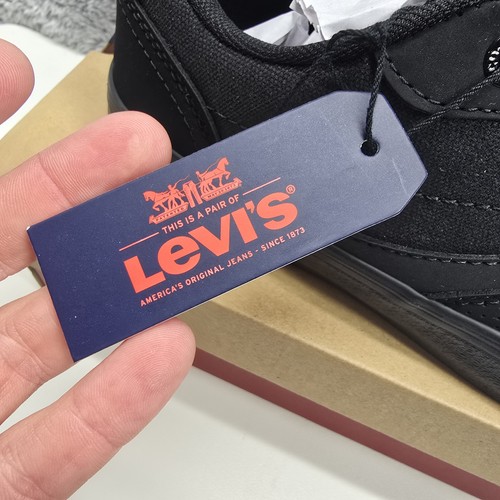 THIS IS A PAIR OF
Levi's®
AMERICA'S ORIGINAL JEANS - SINCE 1873